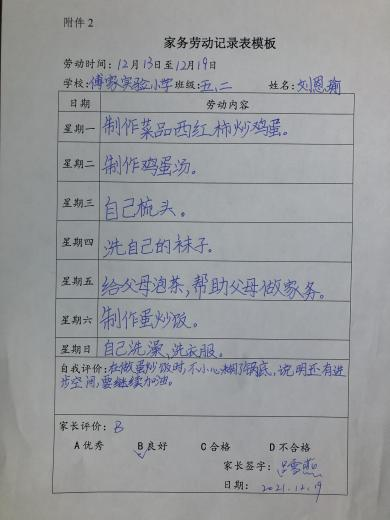 附件 2
家务劳动记录表模板
劳动时间：12月13日至12月19日
学校：傅家实验小学 班级：五、二 姓名：刘恩瑜
日期 劳动内容
星期一 制作菜品西红柿炒鸡蛋。
星期二 制作鸡蛋汤。
星期三 自己梳头。
星期四 洗自己的袜子。
星期五 给父母泡茶，帮助父母做家务。
星期六 制作蛋炒饭。
星期日 自己洗澡，洗衣服。
自我评价：在做蛋炒饭时，不小心糊了锅底，说明还有进
步空间，要继续加油。
家长评价：B
A 优秀 B 良好 C 合格 D 不合格
家长签字：吕雪燕
日期：2021.12.19